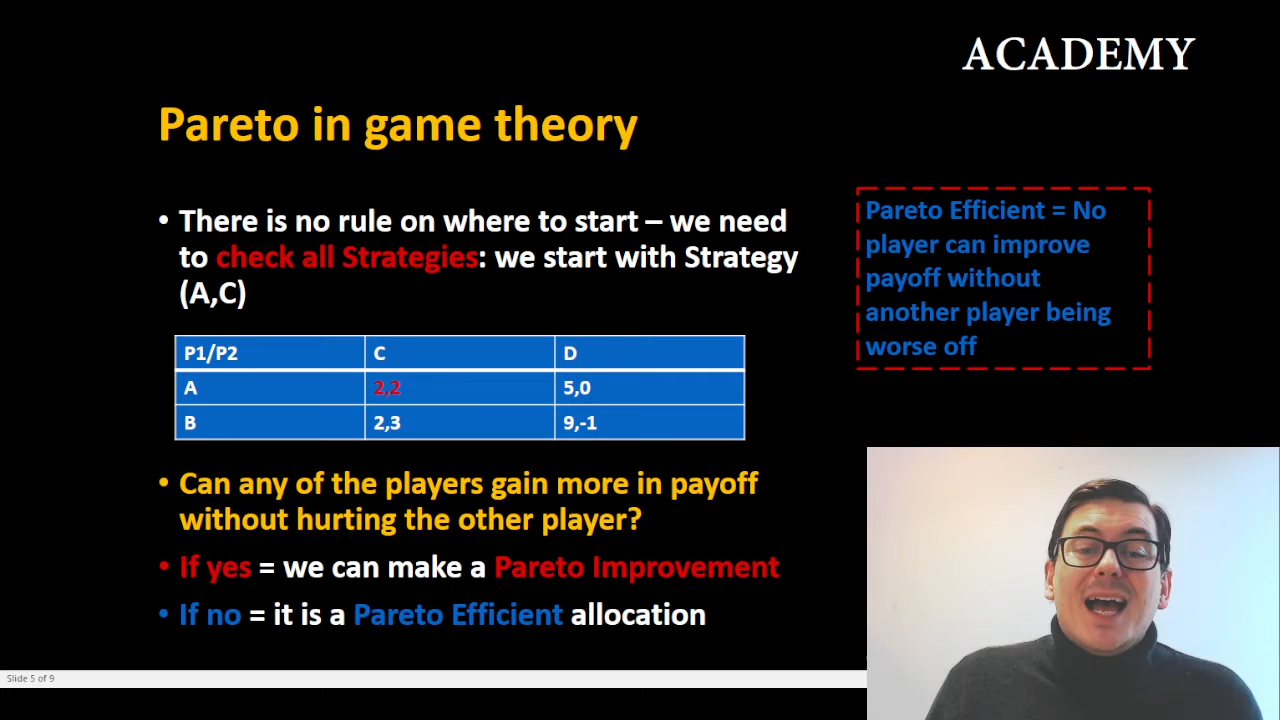 ACADEMY
Pareto in game theory
• There is no rule on where to start – we need
to check all Strategies: we start with Strategy
(A,C)
Pareto Efficient = No
player can improve
payoff without
another player being
worse off
P1/P2 C D
A 2,2 5,0
B 2,3 9,-1
• Can any of the players gain more in payoff
without hurting the other player?
• If yes = we can make a Pareto Improvement
• If no = it is a Pareto Efficient allocation
Slide 5 of 9